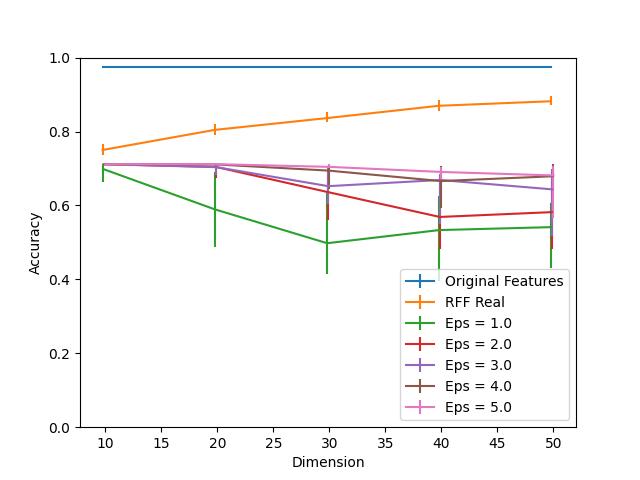 1.0
0.8
0.6
0.4
0.2
0.0
Accuracy
Original Features
RFF Real
Eps = 1.0
Eps = 2.0
Eps = 3.0
Eps = 4.0
Eps = 5.0
10 15 20 25 30 35 40 45 50
Dimension